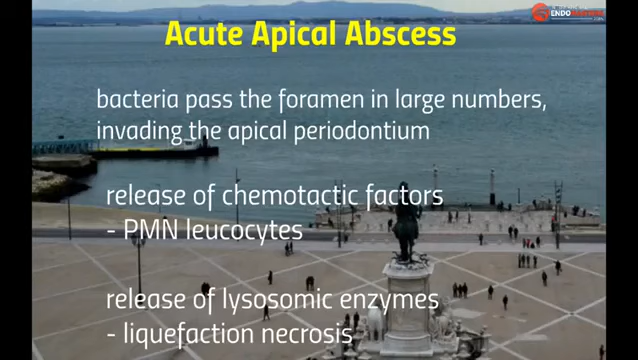 Acute Apical Abscess
bacteria pass the foramen in large numbers,
invading the apical periodontium
release of chemotactic factors
- PMN leucocytes
release of lysosomic enzymes
- liquefaction necrosis